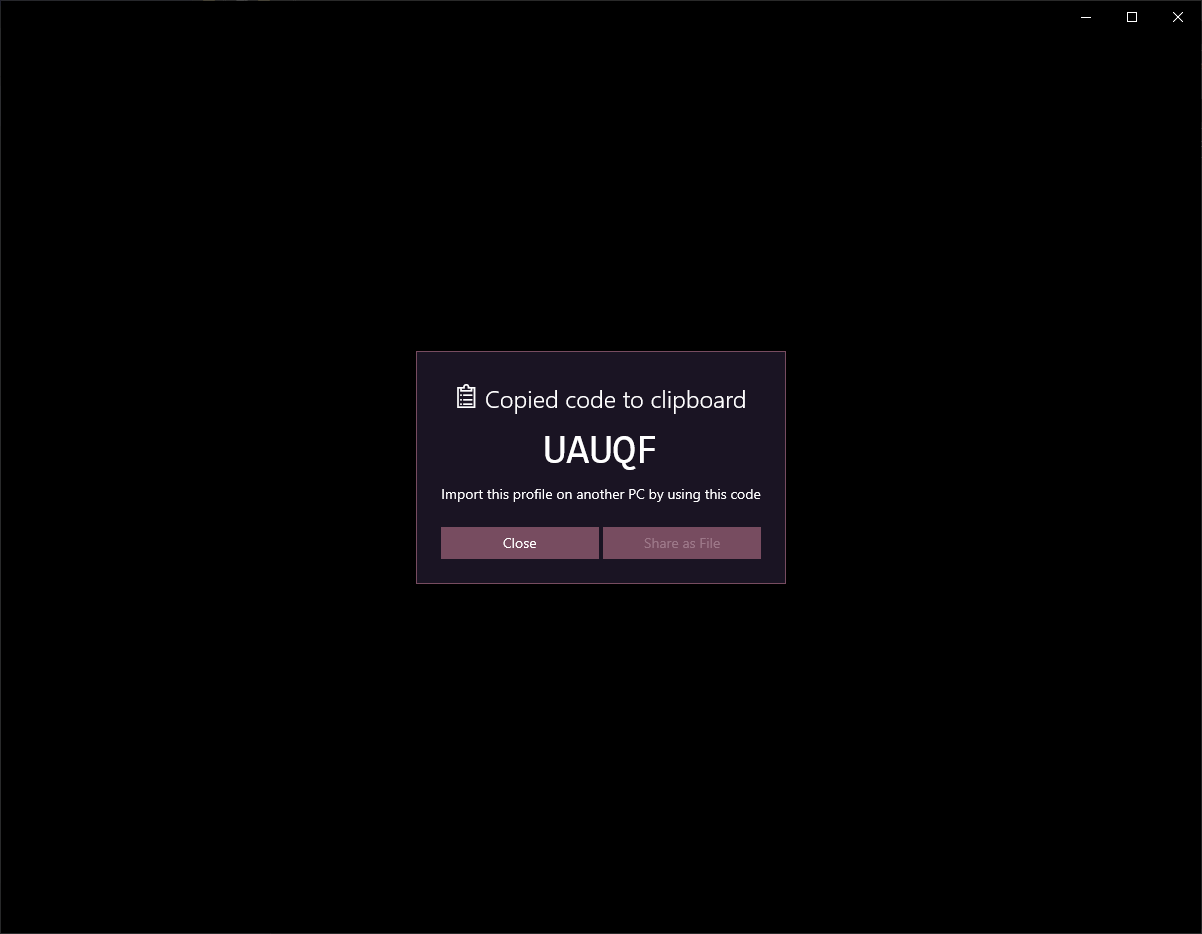 Copied code to clipboard
UAUQF
Import this profile on another PC by using this code
Close
Share as File